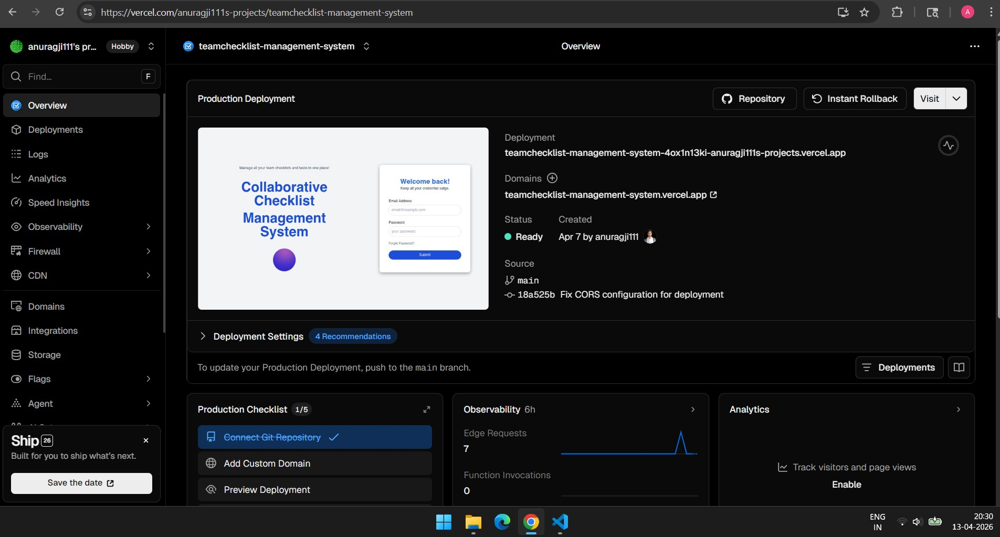 https://vercel.com/anuragji111s-projects/teamchecklist-management-system
A
anuragji111's pr...
Hobby
teamchecklist-management-system
Overview
Find...
F
Overview
Deployments
Logs
Analytics
Speed Insights
Observability
Firewall
CDN
Domains
Integrations
Storage
Flags
Agent
Ship 26
Built for you to ship what's next.
Save the date
Production Deployment
Repository
Instant Rollback
Visit
Manage all your team checklists and tasks in one place!
Collaborative
Checklist
Management
System
Welcome back!
Keep all your credential satge.
Email Address
email@example.com
Password
your password
Forget Password?
Submit
Deployment
teamchecklist-management-system-4ox1n13ki-anuragji111s-projects.vercel.app
Domains
teamchecklist-management-system.vercel.app
Status
Created
Ready
Apr 7 by anuragji111
Source
main
18a525b Fix CORS configuration for deployment
Deployment Settings
4 Recommendations
To update your Production Deployment, push to the main branch.
Deployments
Production Checklist
1/5
Connect Git Repository
Add Custom Domain
Preview Deployment
Observability 6h
Edge Requests
7
Function Invocations
0
Analytics
Track visitors and page views
Enable
ENG
IN
20:30
13-04-2026